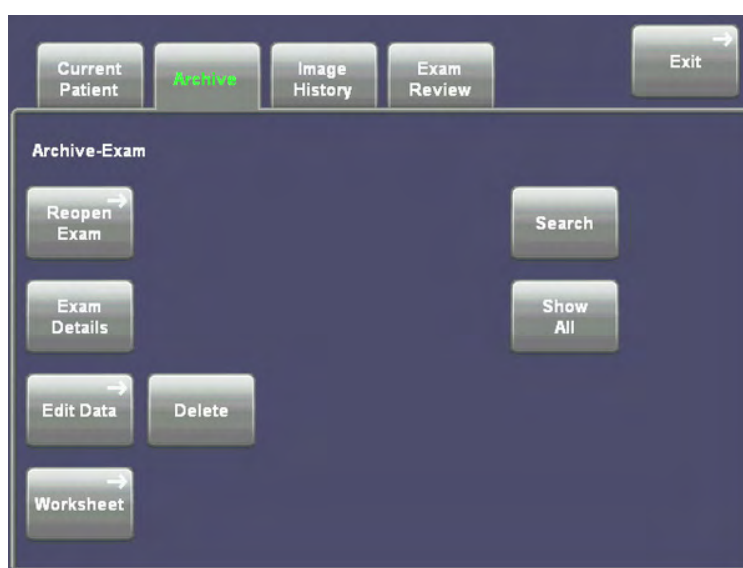 Current
Patient
Archive
Image
History
Exam
Review
Exit
Archive-Exam
Reopen
Exam
Search
Exam
Details
Show
All
Edit Data
Delete
Worksheet